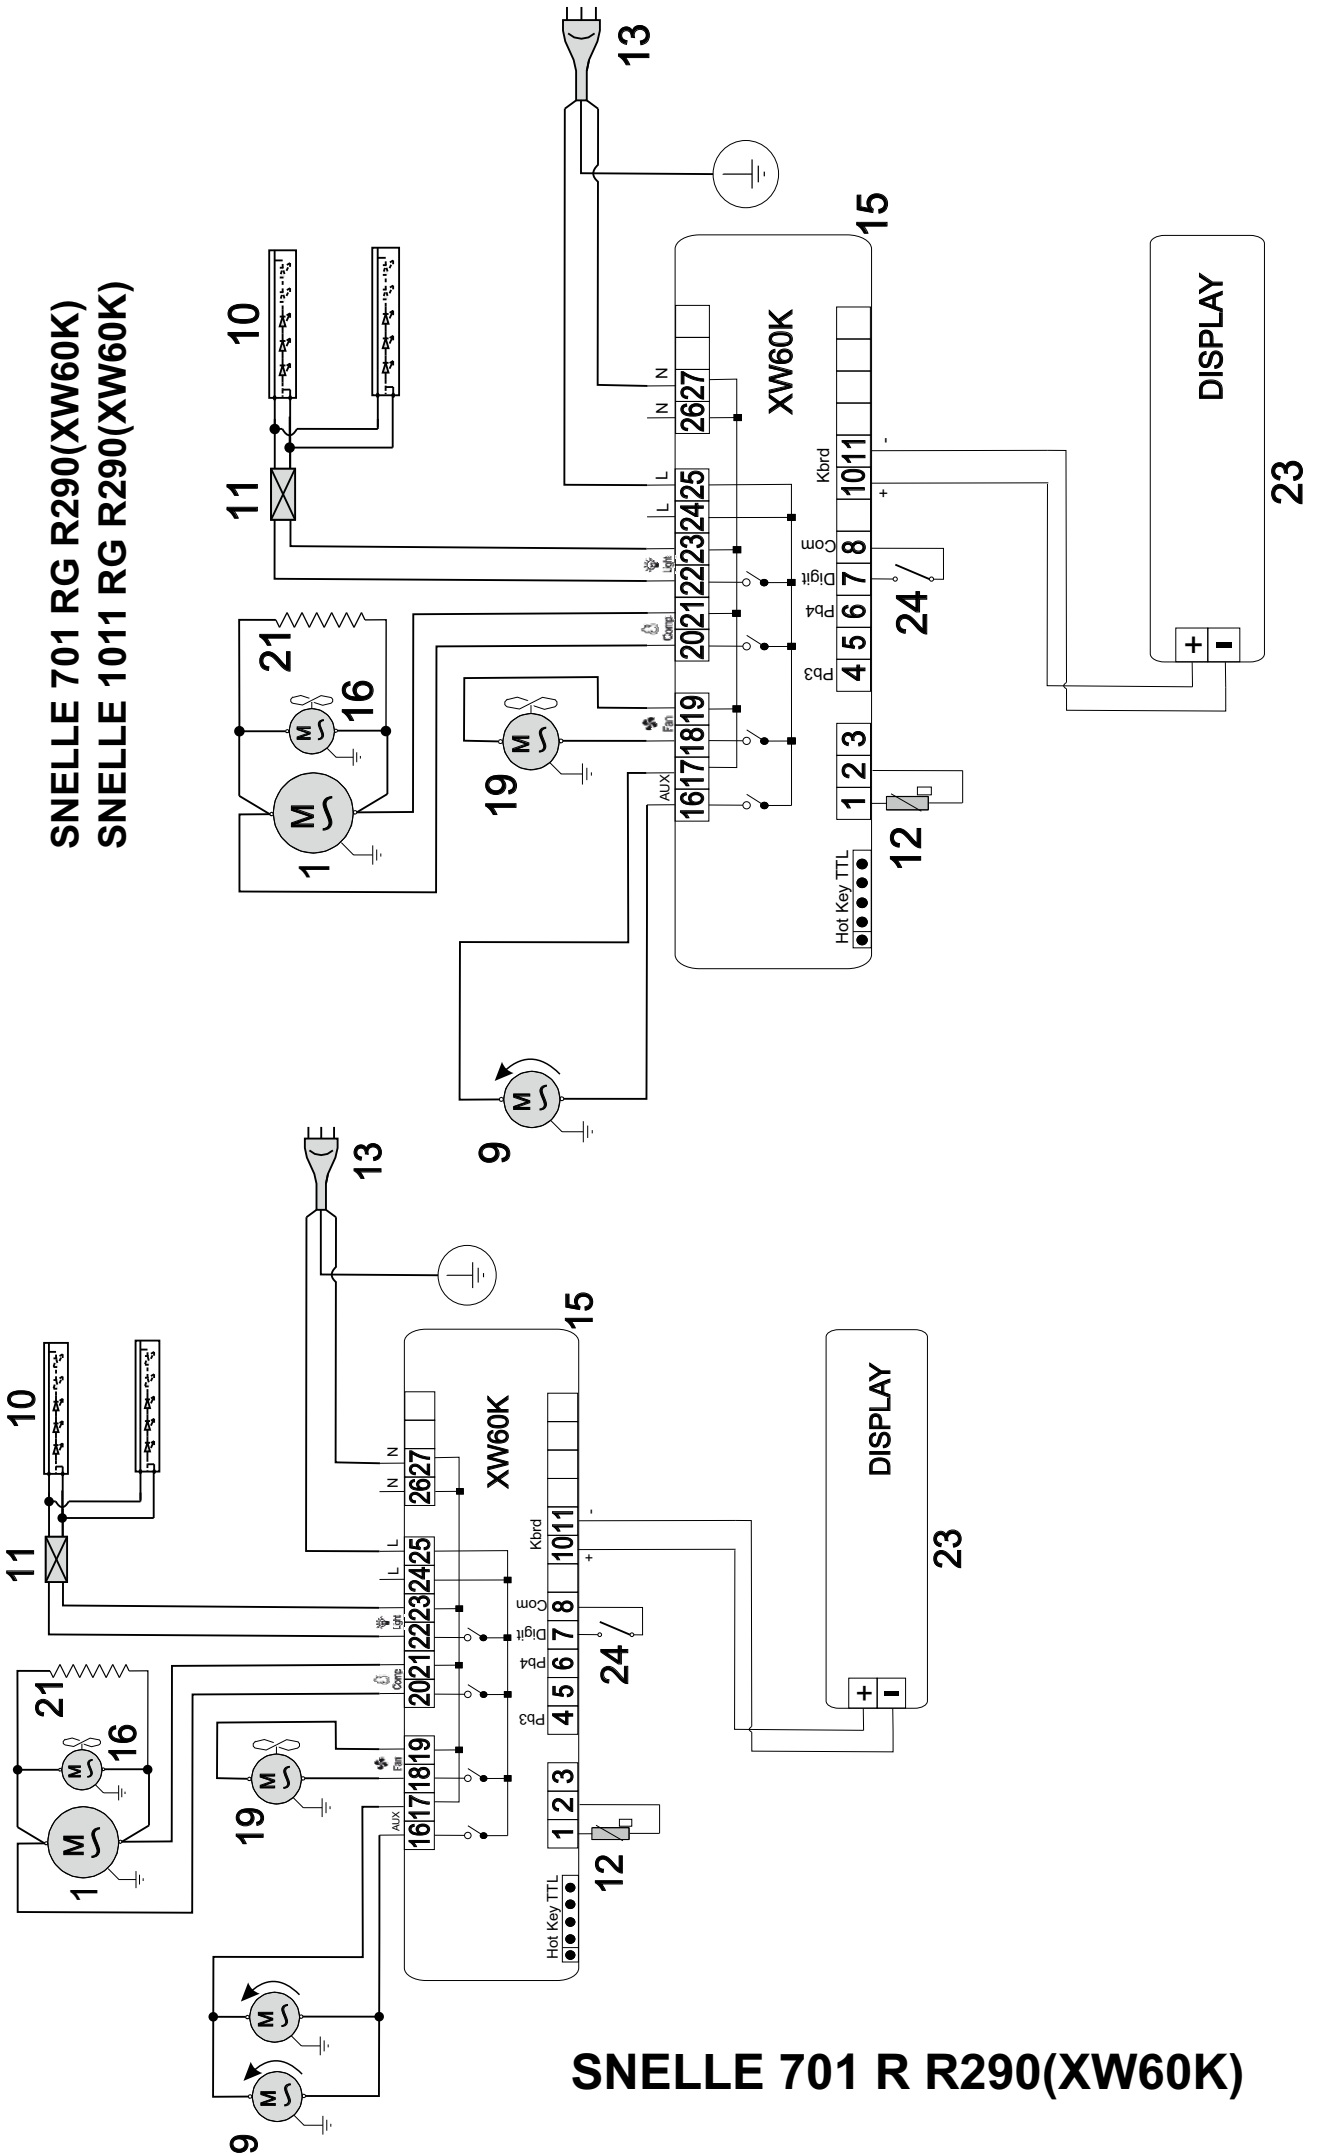 SNELLE 701 RG R290(XW60K)
SNELLE 1011 RG R290(XW60K)
13
10
11
21
16
M
M
1
19
M
9
M
15
XW60K
N N
26 27
L L
24 25
Light
22 23
Comp.
20 21
Fan
18 19
AUX
16 17
Kbrd
10 11
+ -
Com
Digit
Pb4
Pb3
4 5 6 7 8
1 2 3
Hot Key TTL
24
12
DISPLAY
+ -
23
13
10
11
21
16
M
M
1
19
M
9
M
M
15
XW60K
N N
26 27
L L
24 25
Light
22 23
Comp.
20 21
Fan
18 19
AUX
16 17
Kbrd
10 11
+ -
Com
Digit
Pb4
Pb3
4 5 6 7 8
1 2 3
Hot Key TTL
24
12
DISPLAY
+ -
23
SNELLE 701 R R290(XW60K)